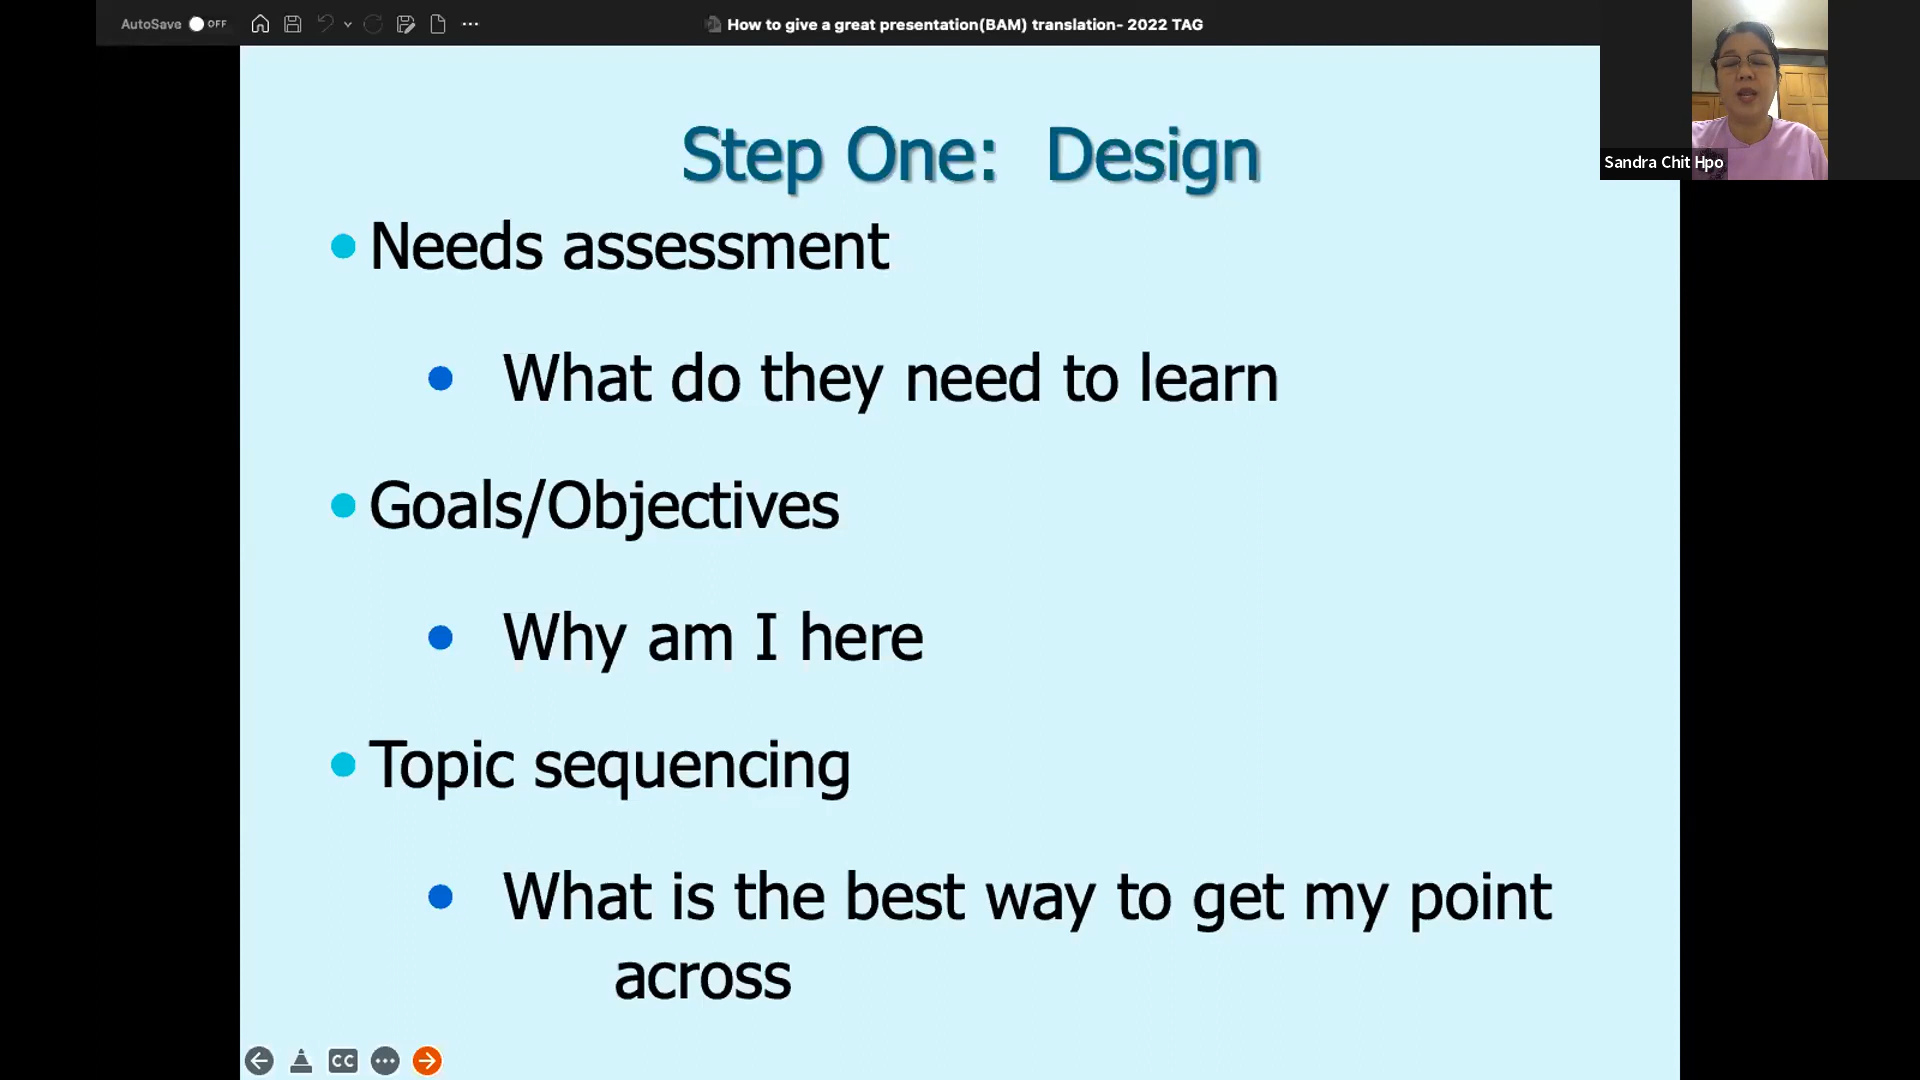 AutoSave OFF
How to give a great presentation(BAM) translation- 2022 TAG
Sandra Chit Hpo
Step One: Design
Needs assessment
What do they need to learn
Goals/Objectives
Why am I here
Topic sequencing
What is the best way to get my point
across
CC